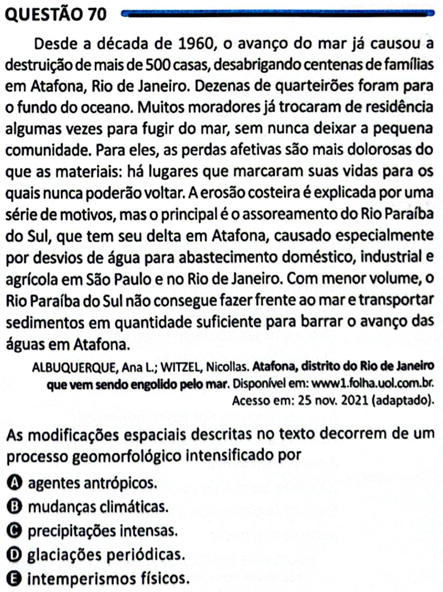 QUESTÃO 70
Desde a década de 1960, o avanço do mar já causou a
destruição de mais de 500 casas, desabrigando centenas de famílias
em Atafona, Rio de Janeiro. Dezenas de quarteirões foram para
o fundo do oceano. Muitos moradores já trocaram de residência
algumas vezes para fugir do mar, sem nunca deixar a pequena
comunidade. Para eles, as perdas afetivas são mais dolorosas do
que as materiais: há lugares que marcaram suas vidas para os
quais nunca poderão voltar. A erosão costeira é explicada por uma
série de motivos, mas o principal é o assoreamento do Rio Paraíba
do Sul, que tem seu delta em Atafona, causado especialmente
por desvios de água para abastecimento doméstico, industrial e
agrícola em São Paulo e no Rio de Janeiro. Com menor volume, o
Rio Paraíba do Sul não consegue fazer frente ao mar e transportar
sedimentos em quantidade suficiente para barrar o avanço das
águas em Atafona.
ALBUQUERQUE, Ana L.; WITZEL, Nicollas. Atafona, distrito do Rio de Janeiro
que vem sendo engolido pelo mar. Disponível em: www1.folha.uol.com.br.
Acesso em: 25 nov. 2021 (adaptado).
As modificações espaciais descritas no texto decorrem de um
processo geomorfológico intensificado por
A agentes antrópicos.
B mudanças climáticas.
C precipitações intensas.
D glaciações periódicas.
E intemperismos físicos.